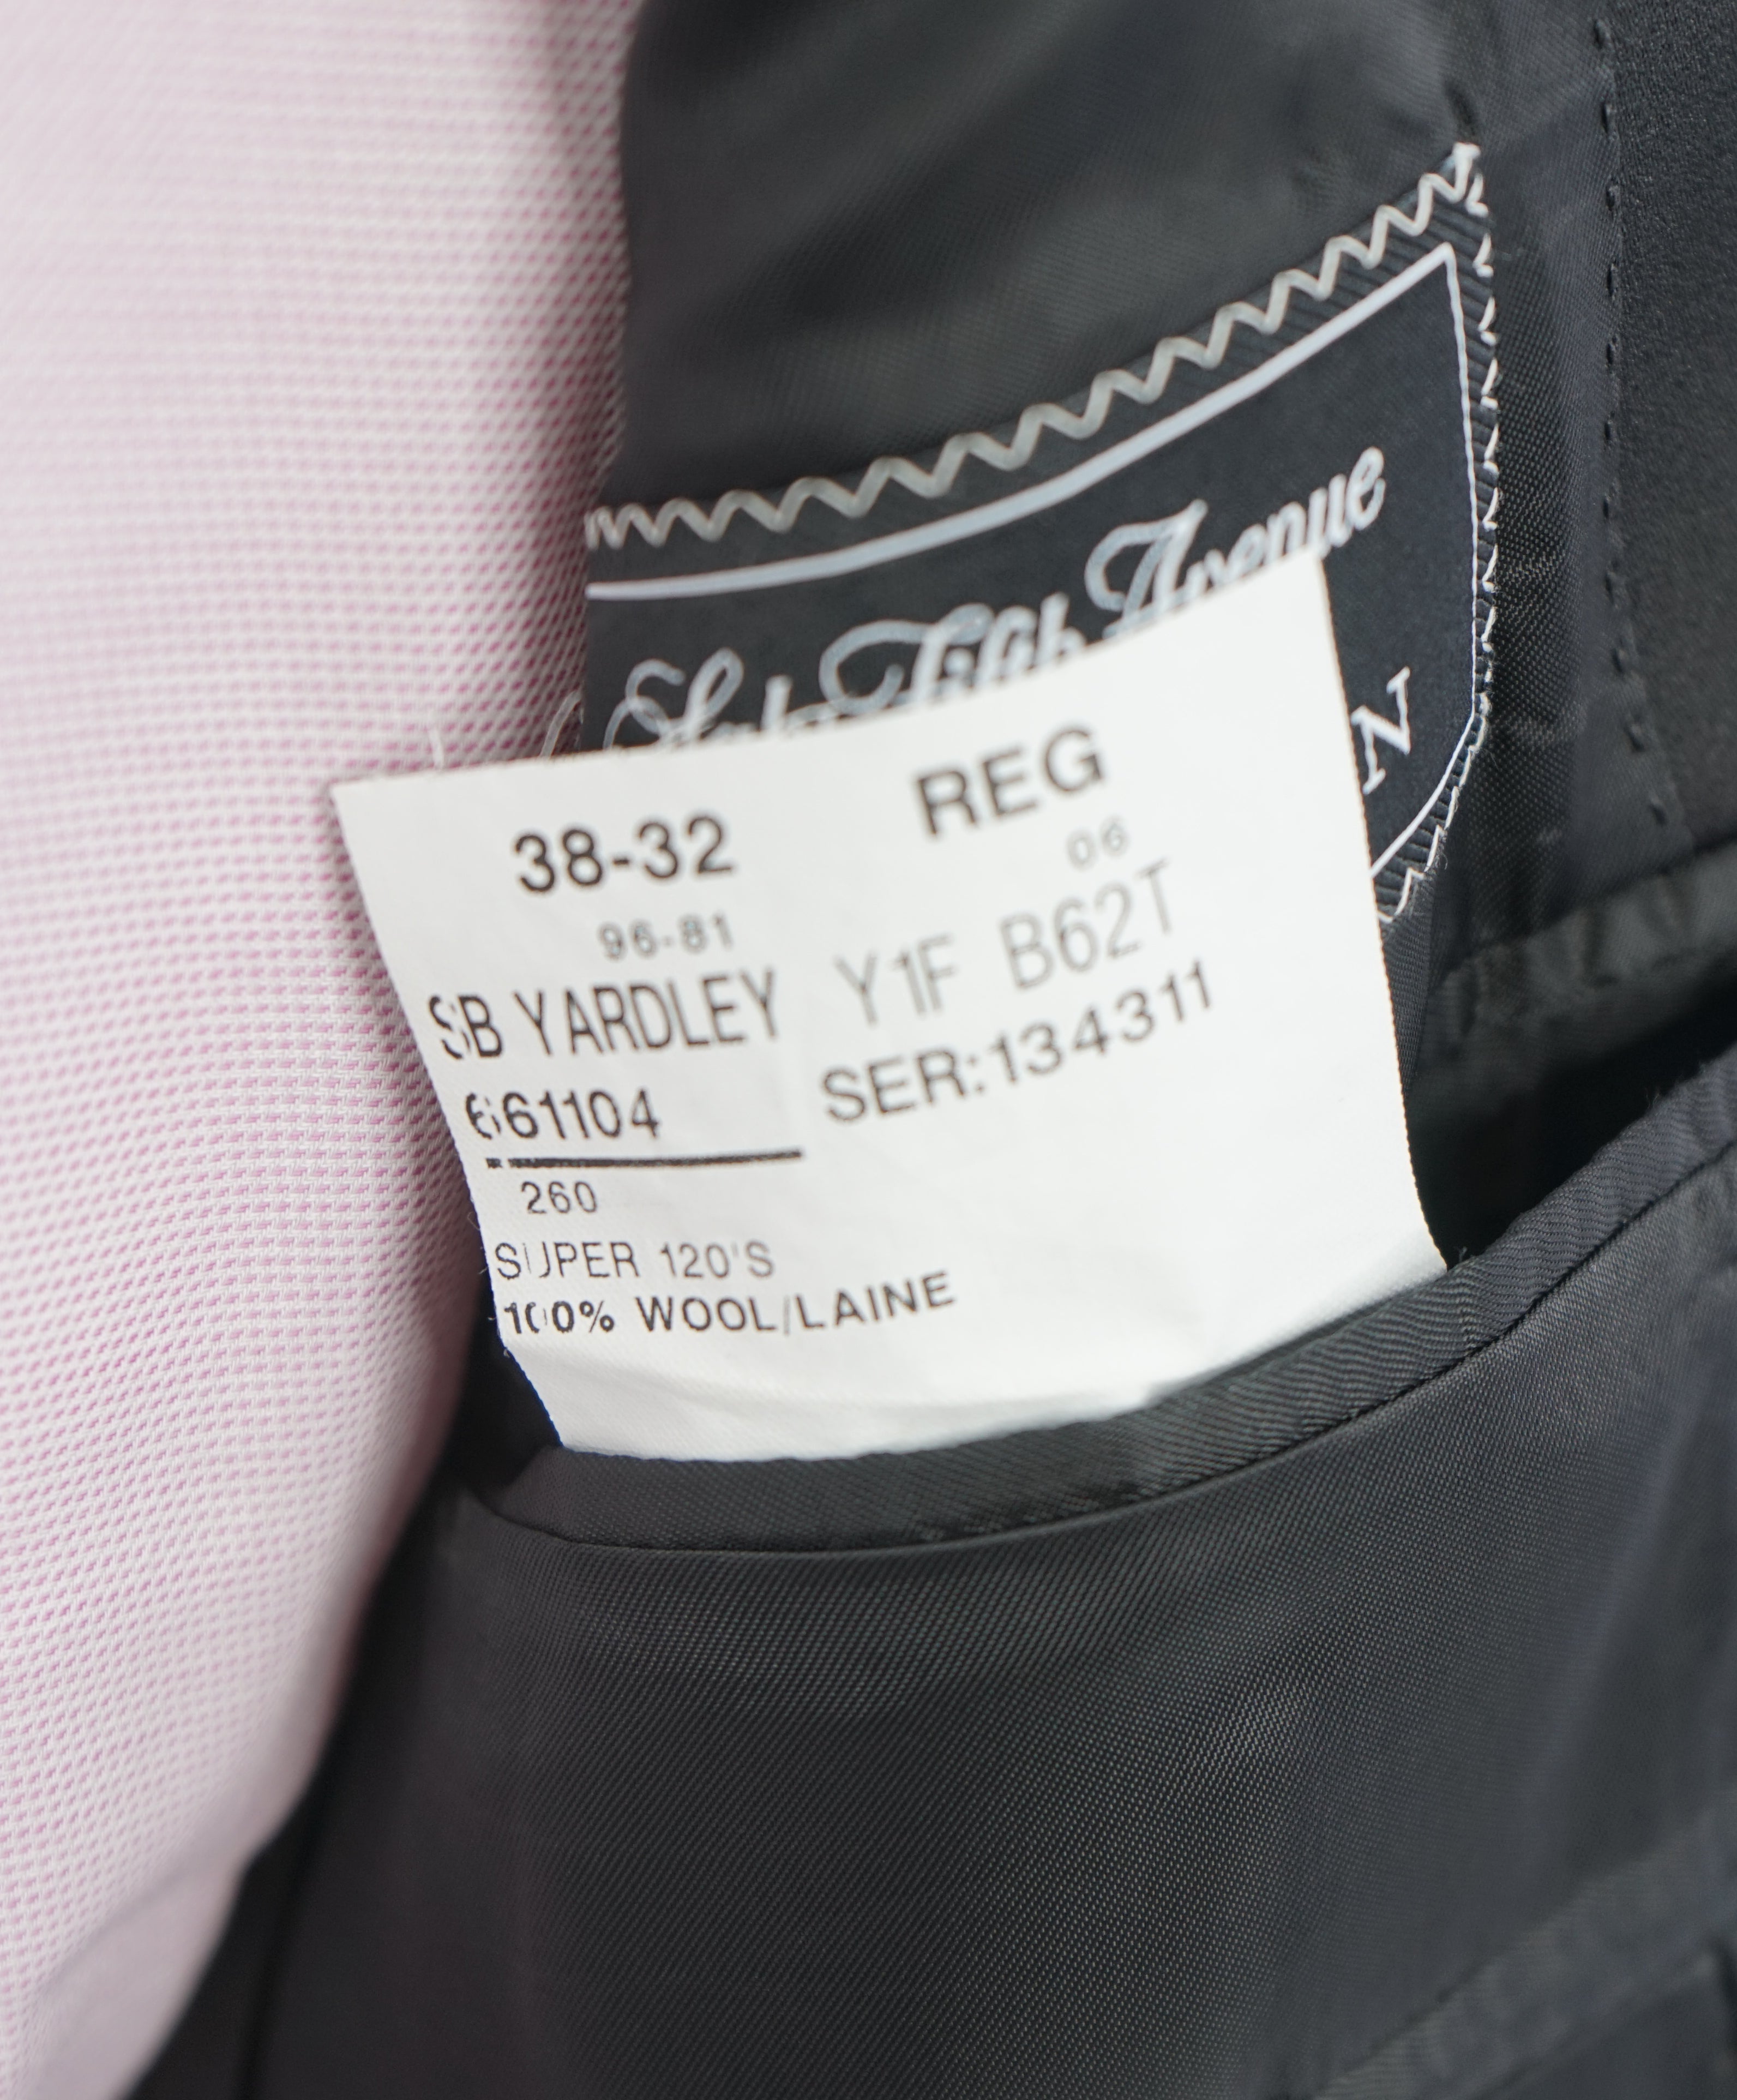 Saks Fifth Avenue
N
38-32 REG
96-81 06
SB YARDLEY Y1F B62T
661104 SER:134311
260
SUPER 120'S
100% WOOL/LAINE